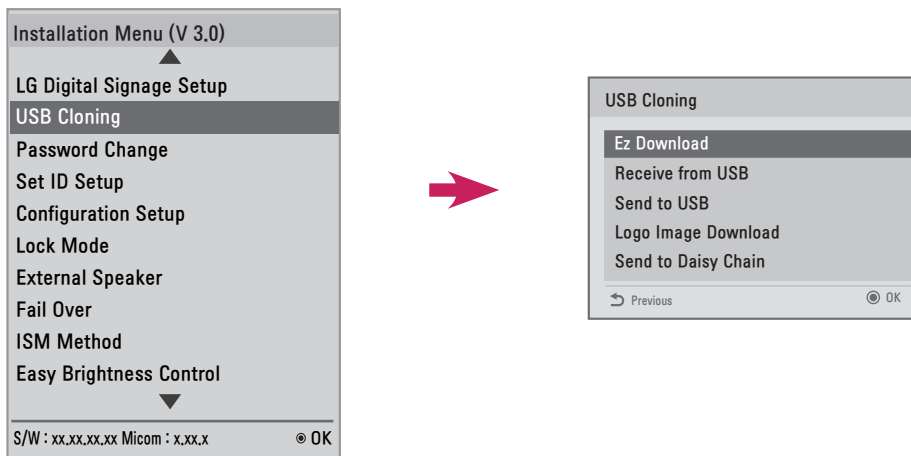 Installation Menu (V 3.0)
LG Digital Signage Setup
USB Cloning
Password Change
Set ID Setup
Configuration Setup
Lock Mode
External Speaker
Fail Over
ISM Method
Easy Brightness Control
S/W : xx.xx.xx.xx Micom : x.xx.x OK
USB Cloning
Ez Download
Receive from USB
Send to USB
Logo Image Download
Send to Daisy Chain
Previous OK